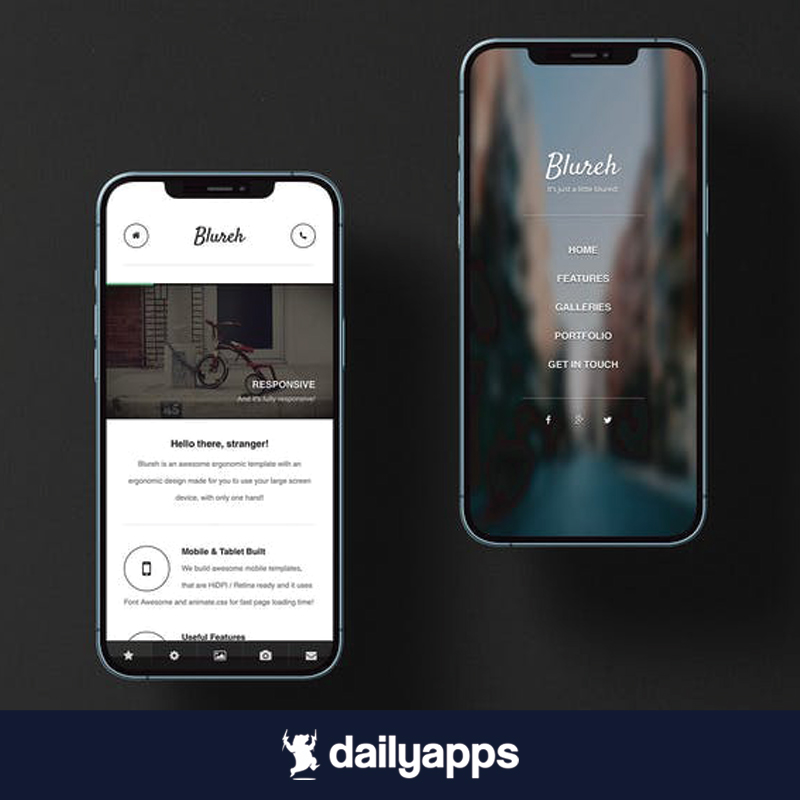 Blureh
RESPONSIVE
And it's fully responsive!
45
Hello there, stranger!
Blureh is an awesome ergonomic template with an
ergonomic design made for you to use your large screen
device, with only one hand!
Mobile & Tablet Built
We build awesome mobile templates,
that are HiDPI / Retina ready and it uses
Font Awesome and animate.css for fast page loading time!
Useful Features
Blureh
It's just a little blured!
HOME
FEATURES
GALLERIES
PORTFOLIO
GET IN TOUCH
dailyapps